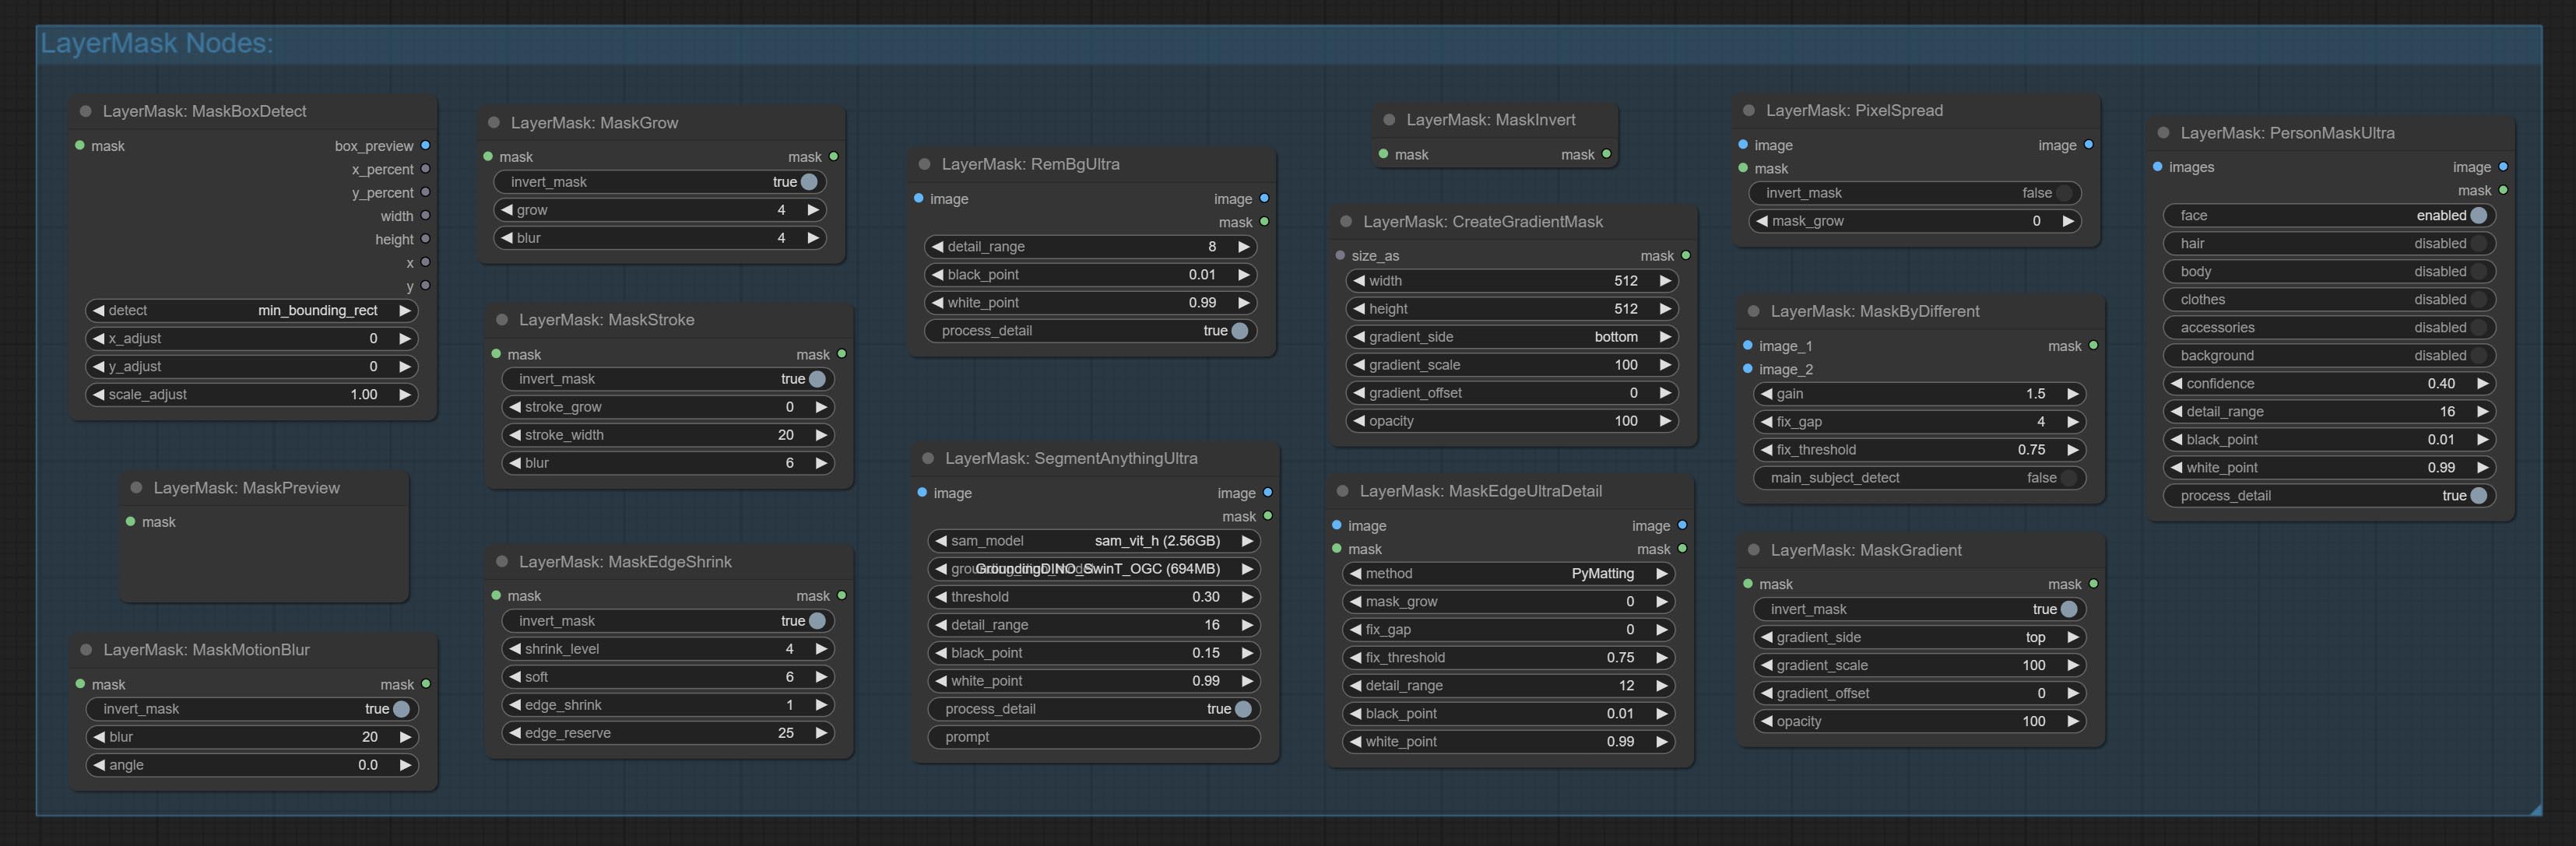 LayerMask Nodes:
LayerMask: MaskBoxDetect
mask box_preview
x_percent
y_percent
width
height
x
y
detect min_bounding_rect
x_adjust 0
y_adjust 0
scale_adjust 1.00
LayerMask: MaskPreview
mask
LayerMask: MaskMotionBlur
mask mask
invert_mask true
blur 20
angle 0.0
LayerMask: MaskGrow
mask mask
invert_mask true
grow 4
blur 4
LayerMask: MaskStroke
mask mask
invert_mask true
stroke_grow 0
stroke_width 20
blur 6
LayerMask: MaskEdgeShrink
mask mask
invert_mask true
shrink_level 4
soft 6
edge_shrink 1
edge_reserve 25
LayerMask: RemBgUltra
image image
mask
detail_range 8
black_point 0.01
white_point 0.99
process_detail true
LayerMask: SegmentAnythingUltra
image image
mask
sam_model sam_vit_h (2.56GB)
GroundingDINO_SwinT_OGC (694MB)
threshold 0.30
detail_range 16
black_point 0.15
white_point 0.99
process_detail true
prompt
LayerMask: MaskInvert
mask mask
LayerMask: CreateGradientMask
size_as mask
width 512
height 512
gradient_side bottom
gradient_scale 100
gradient_offset 0
opacity 100
LayerMask: MaskEdgeUltraDetail
image image
mask mask
method PyMatting
mask_grow 0
fix_gap 0
fix_threshold 0.75
detail_range 12
black_point 0.01
white_point 0.99
LayerMask: PixelSpread
image image
mask
invert_mask false
mask_grow 0
LayerMask: MaskByDifferent
image_1 mask
image_2
gain 1.5
fix_gap 4
fix_threshold 0.75
main_subject_detect false
LayerMask: MaskGradient
mask mask
invert_mask true
gradient_side top
gradient_scale 100
gradient_offset 0
opacity 100
LayerMask: PersonMaskUltra
images image
mask
face enabled
hair disabled
body disabled
clothes disabled
accessories disabled
background disabled
confidence 0.40
detail_range 16
black_point 0.01
white_point 0.99
process_detail true